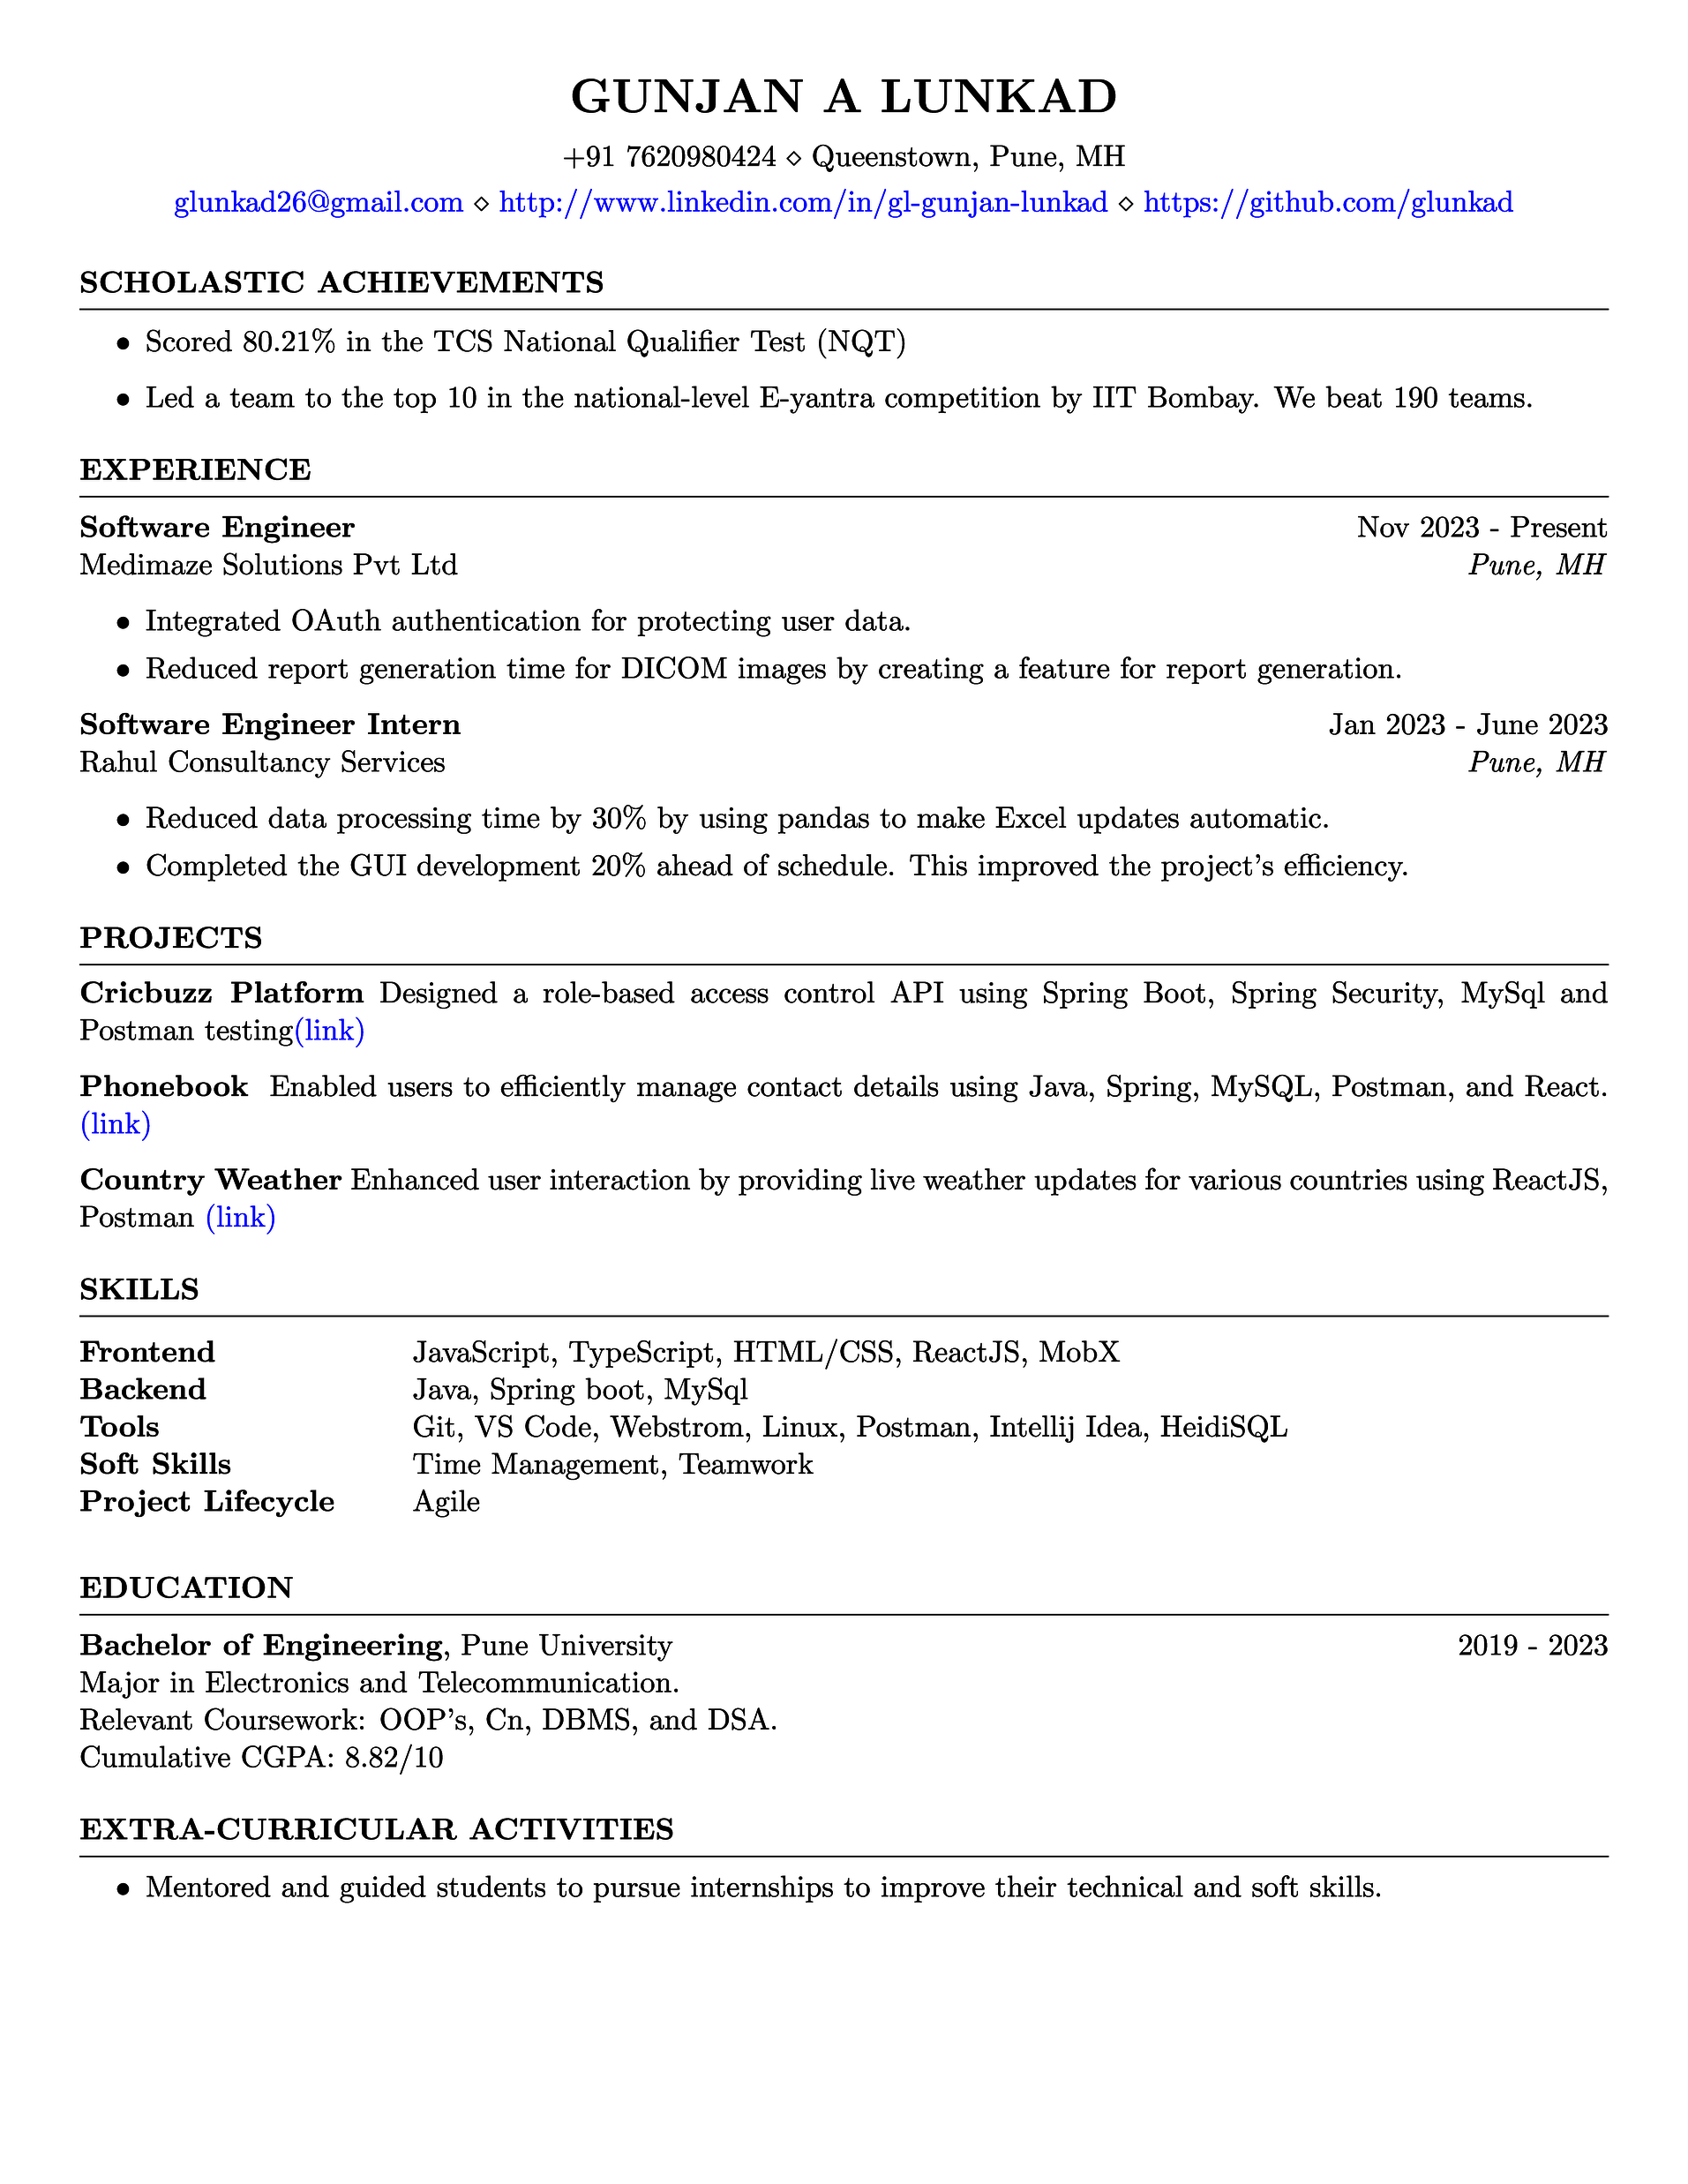 GUNJAN A LUNKAD
+91 7620980424 ⋄ Queenstown, Pune, MH
glunkad26@gmail.com ⋄ http://www.linkedin.com/in/gl-gunjan-lunkad ⋄ https://github.com/glunkad
SCHOLASTIC ACHIEVEMENTS
• Scored 80.21% in the TCS National Qualifier Test (NQT)
• Led a team to the top 10 in the national-level E-yantra competition by IIT Bombay. We beat 190 teams.
EXPERIENCE
Software Engineer Nov 2023 - Present
Medimaze Solutions Pvt Ltd Pune, MH
• Integrated OAuth authentication for protecting user data.
• Reduced report generation time for DICOM images by creating a feature for report generation.
Software Engineer Intern Jan 2023 - June 2023
Rahul Consultancy Services Pune, MH
• Reduced data processing time by 30% by using pandas to make Excel updates automatic.
• Completed the GUI development 20% ahead of schedule. This improved the project's efficiency.
PROJECTS
Cricbuzz Platform Designed a role-based access control API using Spring Boot, Spring Security, MySql and
Postman testing(link)
Phonebook Enabled users to efficiently manage contact details using Java, Spring, MySQL, Postman, and React.
(link)
Country Weather Enhanced user interaction by providing live weather updates for various countries using ReactJS,
Postman (link)
SKILLS
Frontend JavaScript, TypeScript, HTML/CSS, ReactJS, MobX
Backend Java, Spring boot, MySql
Tools Git, VS Code, Webstrom, Linux, Postman, Intellij Idea, HeidiSQL
Soft Skills Time Management, Teamwork
Project Lifecycle Agile
EDUCATION
Bachelor of Engineering, Pune University 2019 - 2023
Major in Electronics and Telecommunication.
Relevant Coursework: OOP's, Cn, DBMS, and DSA.
Cumulative CGPA: 8.82/10
EXTRA-CURRICULAR ACTIVITIES
• Mentored and guided students to pursue internships to improve their technical and soft skills.